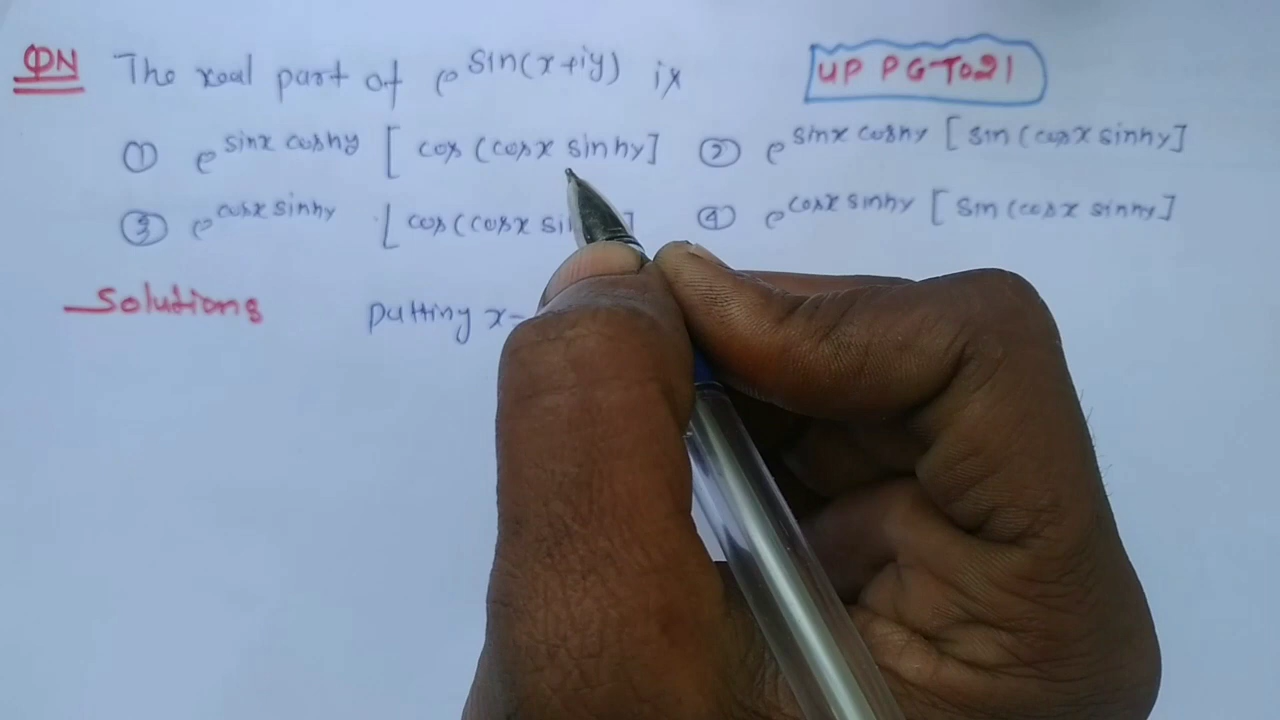 QN The real part of e^sin(x+iy) is
UP PGT 021
① e^sinx coshy [ cos (cosx sinhy]
② e^sinx coshy [ sin (cosx sinhy]
③ e^cosx sinhy [ cos (cosx si ]
④ e^cosx sinhy [ sin (cosx sinhy]
Solutions Putting x=